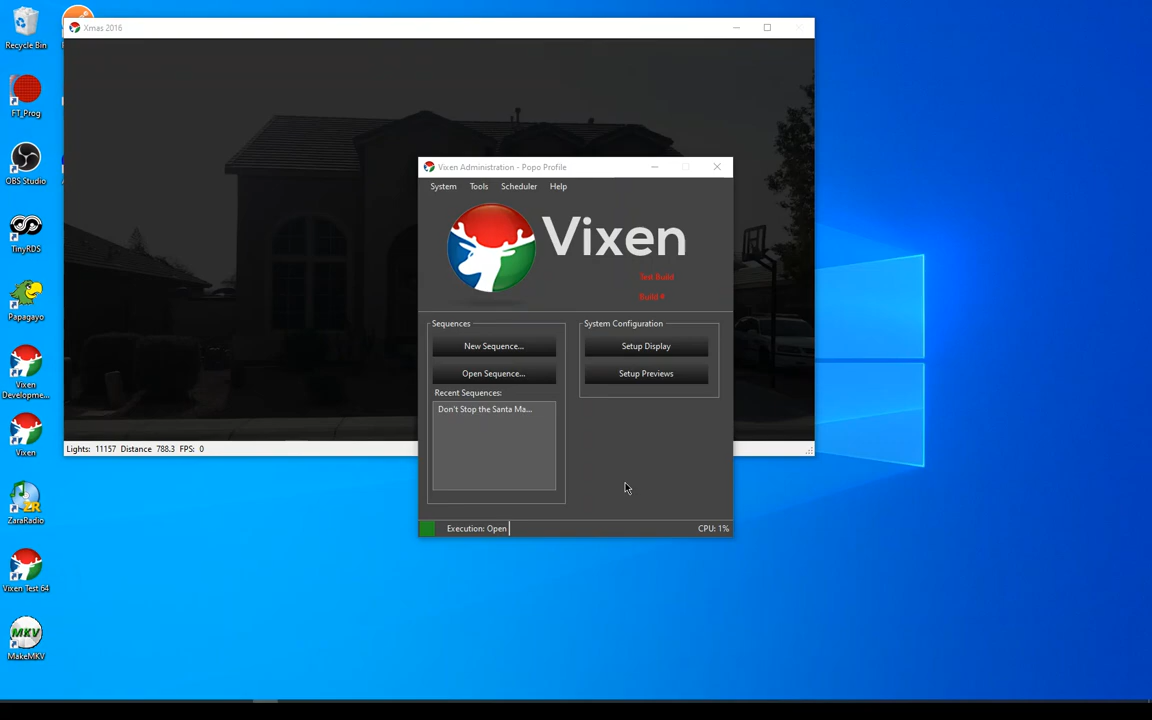 Recycle Bin
FT_Prog
OBS Studio
TinyRDS
Papagayo
Vixen
Developme...
Vixen
ZaraRadio
Vixen Test 64
MKV
MakeMKV
Xmas 2016
Lights: 11157 Distance 788.3 FPS: 0
Vixen Administration - Popo Profile
System Tools Scheduler Help
Vixen
Test Build
Build #
Sequences
New Sequence...
Open Sequence...
Recent Sequences:
Don't Stop the Santa Ma...
System Configuration
Setup Display
Setup Previews
Execution: Open
CPU: 1%